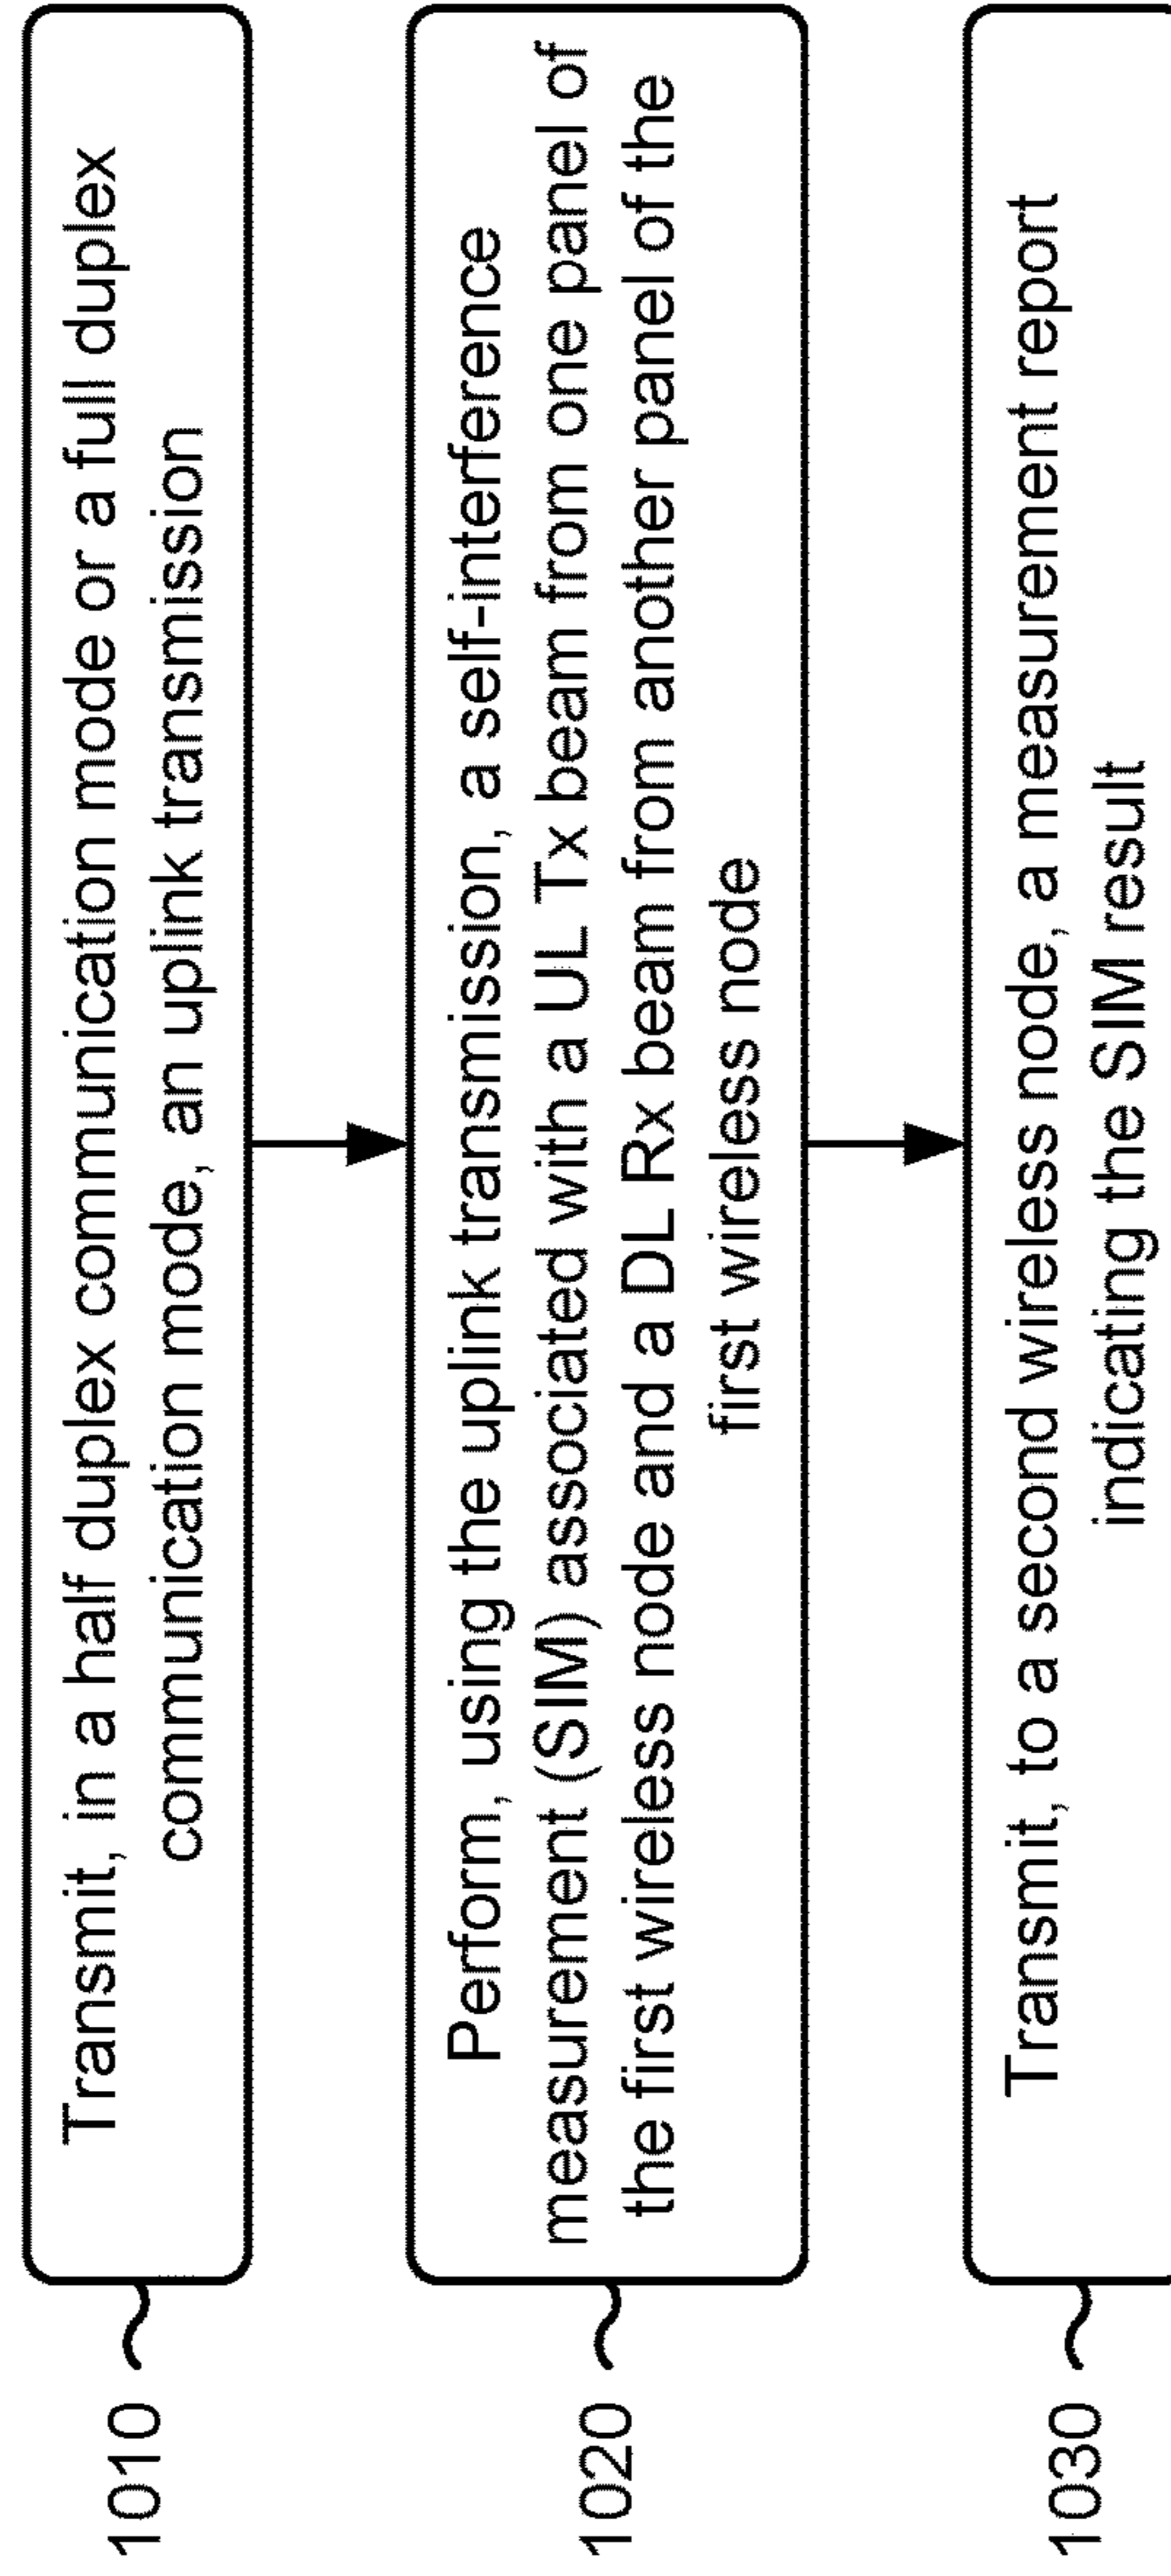 1010
Transmit, in a half duplex communication mode or a full duplex
communication mode, an uplink transmission
1020
Perform, using the uplink transmission, a self-interference
measurement (SIM) associated with a UL Tx beam from one panel of
the first wireless node and a DL Rx beam from another panel of the
first wireless node
1030
Transmit, to a second wireless node, a measurement report
indicating the SIM result